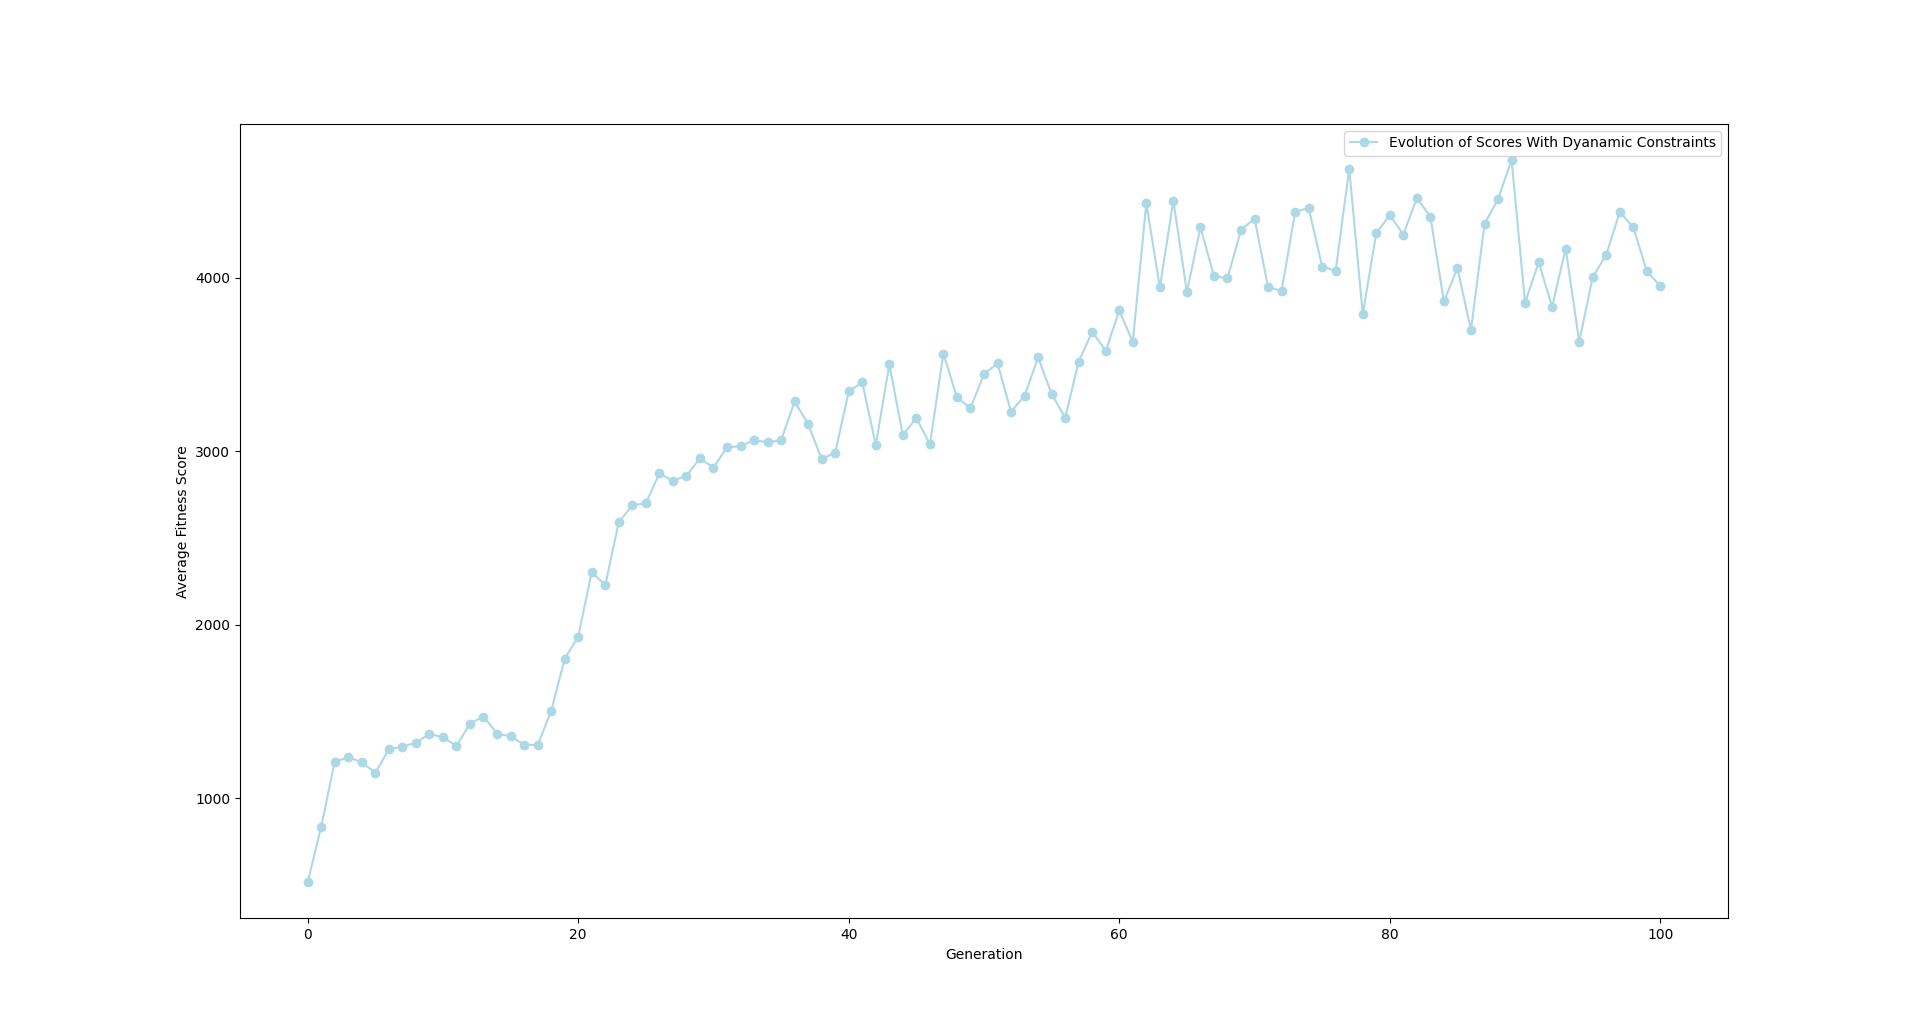 Evolution of Scores With Dyanamic Constraints
4000
3000
2000
1000
Average Fitness Score
0 20 40 60 80 100
Generation